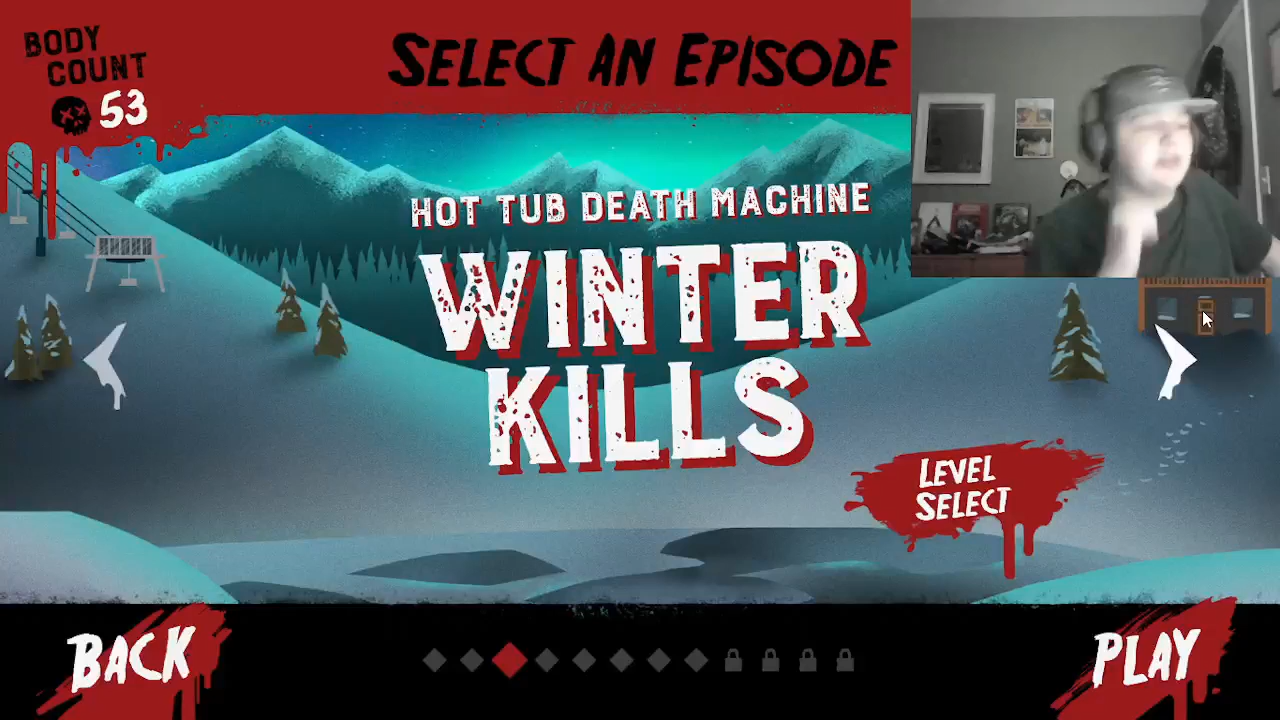 BODY
COUNT
53
SELECT AN EPISODE
HOT TUB DEATH MACHINE
WINTER
KILLS
LEVEL
SELECT
BACK
PLAY